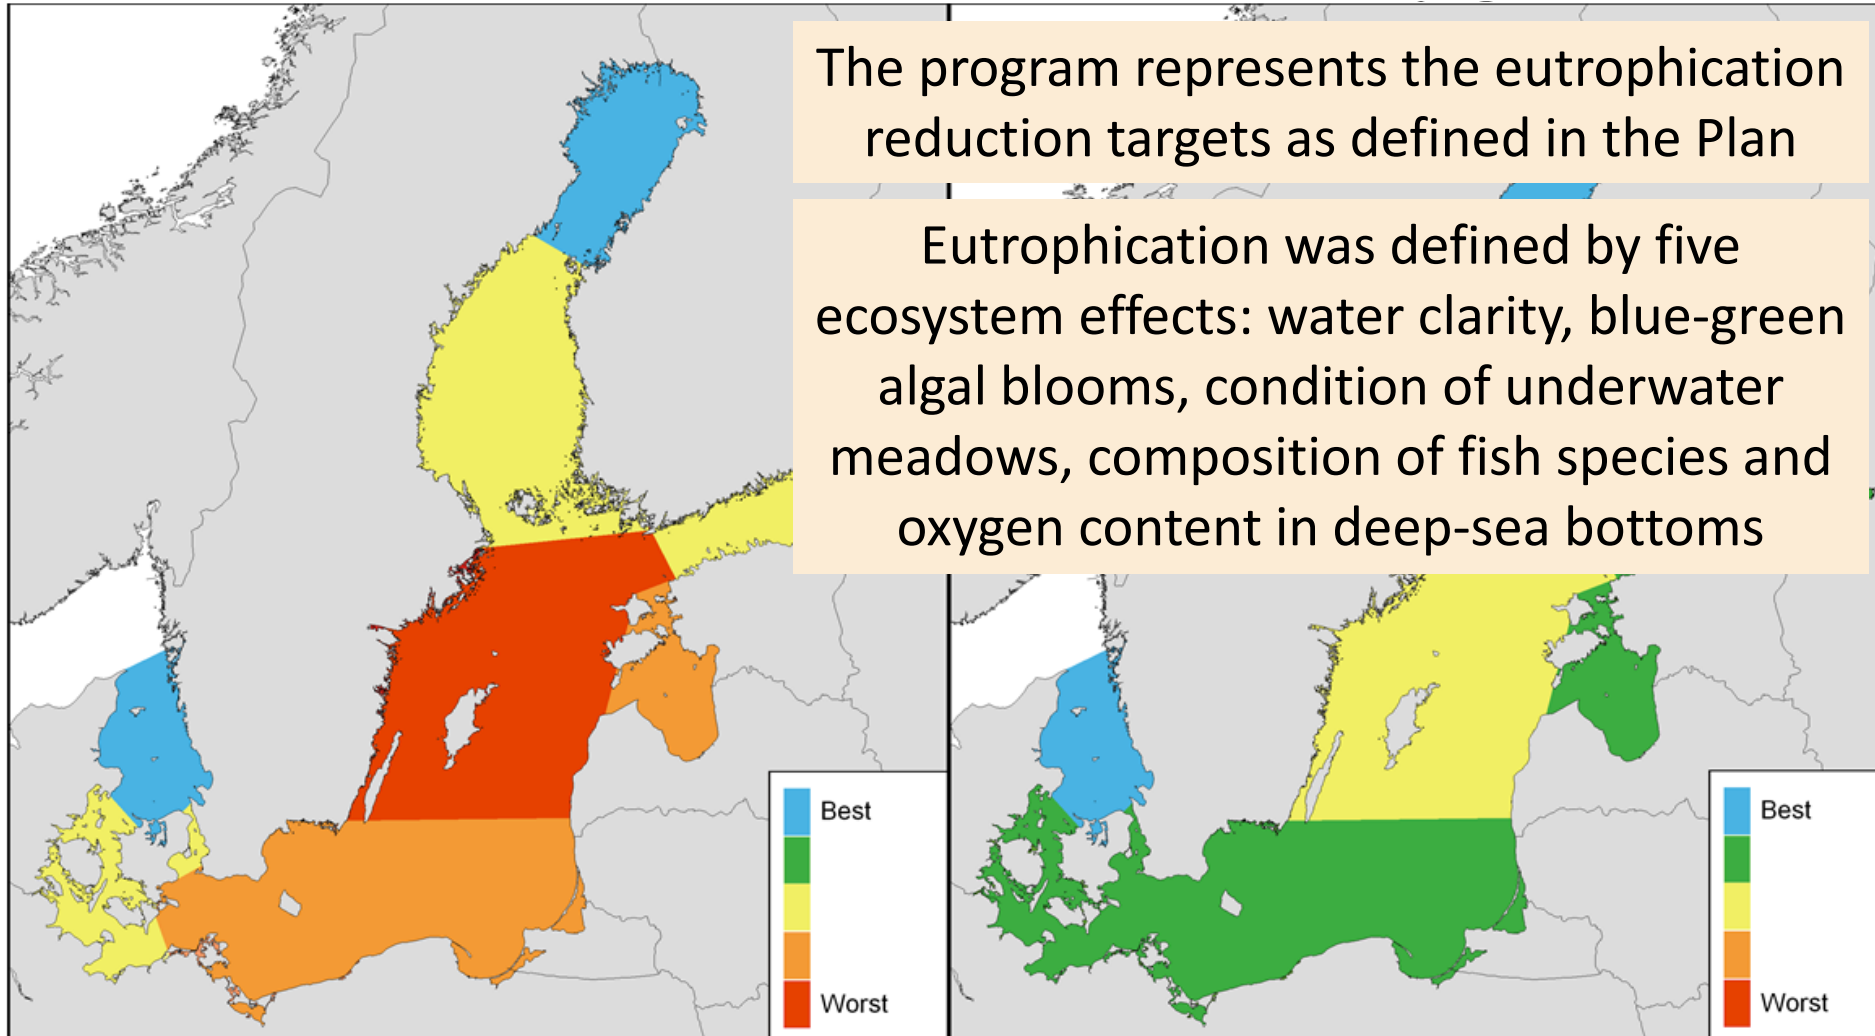 The program represents the eutrophication
reduction targets as defined in the Plan
Eutrophication was defined by five
ecosystem effects: water clarity, blue-green
algal blooms, condition of underwater
meadows, composition of fish species and
oxygen content in deep-sea bottoms
Best
Worst
Best
Worst